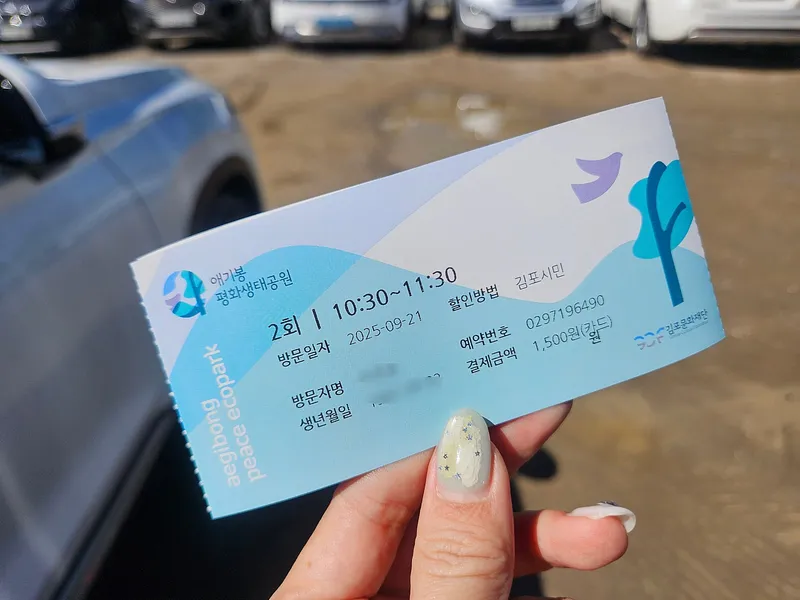 애기봉
평화생태공원
2회 | 10:30~11:30
방문일자 2025-09-21
방문자명
생년월일
할인방법 김포시민
예약번호 0297196490
결제금액 1,500원(카드)
원
김포문화재단
aegibong
peace ecopark